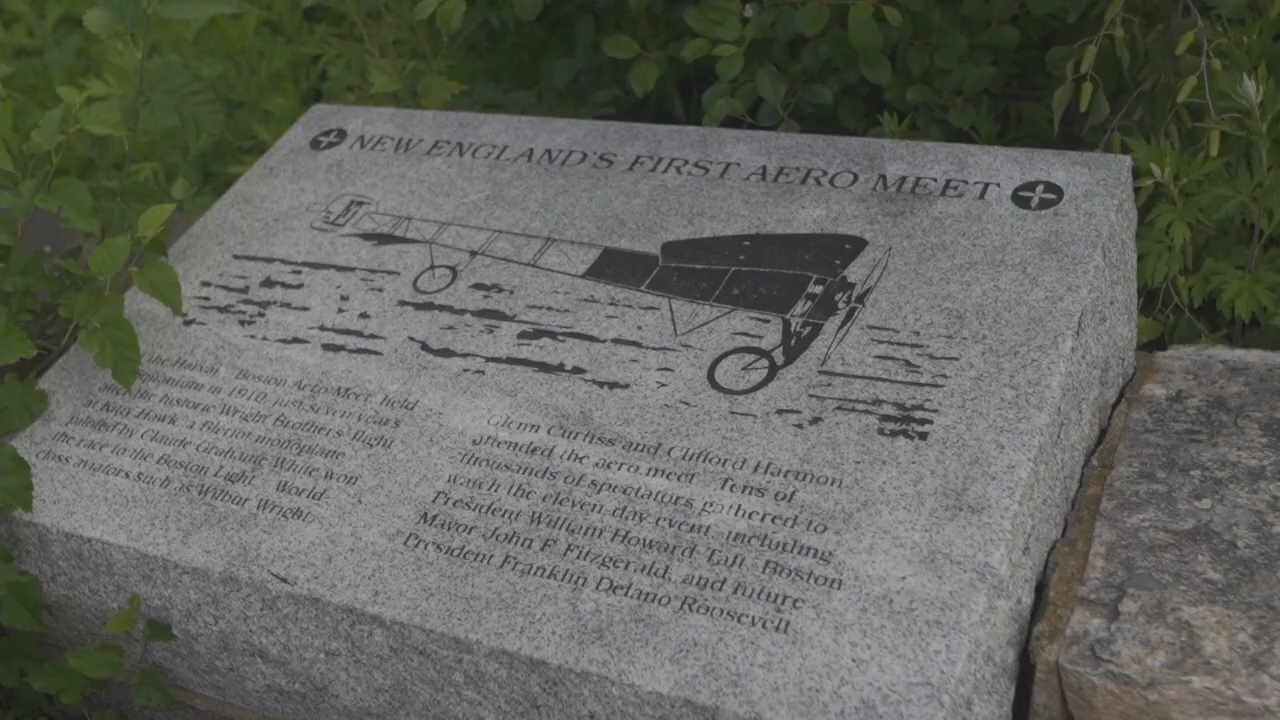 NEW ENGLAND'S FIRST AERO MEET
the Harvard Boston Aero Meet, held
in 1910, just seven years
after the historic Wright Brothers' flight
at Kitty Hawk, a Bleriot monoplane
piloted by Claude Grahame White won
the race to the Boston Light. World-
class aviators such as Wilbur Wright,
Glenn Curtiss and Clifford Harmon
attended the aero meet. Tens of
thousands of spectators gathered to
watch the eleven day event, including
President William Howard Taft, Boston
Mayor John F. Fitzgerald, and future
President Franklin Delano Roosevelt